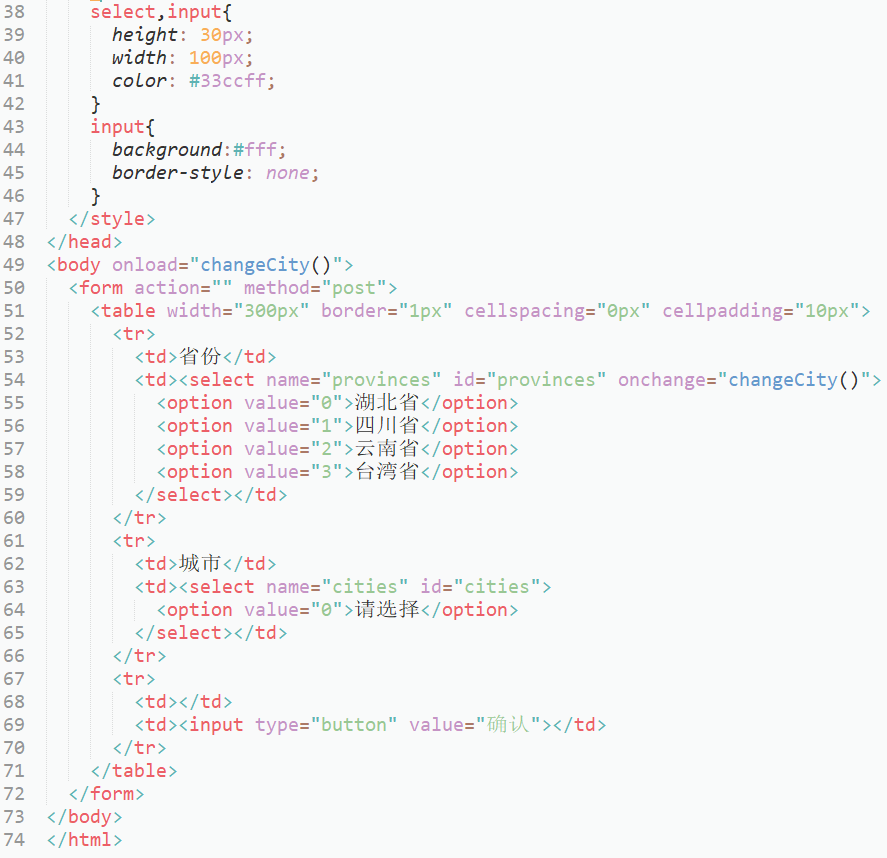 38 select,input{
39 height: 30px;
40 width: 100px;
41 color: #33ccff;
42 }
43 input{
44 background:#fff;
45 border-style: none;
46 }
47 </style>
48 </head>
49 <body onload="changeCity()">
50 <form action="" method="post">
51 <table width="300px" border="1px" cellspacing="0px" cellpadding="10px">
52 <tr>
53 <td>省份</td>
54 <td><select name="provinces" id="provinces" onchange="changeCity()">
55 <option value="0">湖北省</option>
56 <option value="1">四川省</option>
57 <option value="2">云南省</option>
58 <option value="3">台湾省</option>
59 </select></td>
60 </tr>
61 <tr>
62 <td>城市</td>
63 <td><select name="cities" id="cities">
64 <option value="0">请选择</option>
65 </select></td>
66 </tr>
67 <tr>
68 <td></td>
69 <td><input type="button" value="确认"></td>
70 </tr>
71 </table>
72 </form>
73 </body>
74 </html>